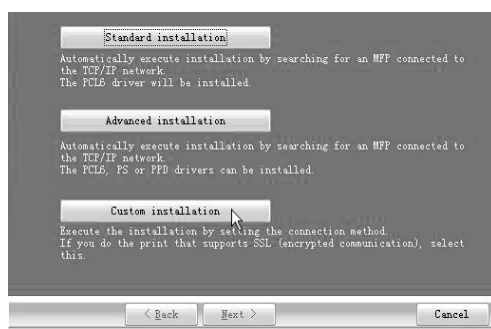 Standard installation
Automatically execute installation by searching for an MFP connected to
the TCP/IP network.
The PCL6 driver will be installed.
Advanced installation
Automatically execute installation by searching for an MFP connected to
the TCP/IP network.
The PCL6, PS or PPD drivers can be installed.
Custom installation
Execute the installation by setting the connection method.
If you do the print that supports SSL (encrypted communication), select
this.
< Back Next > Cancel